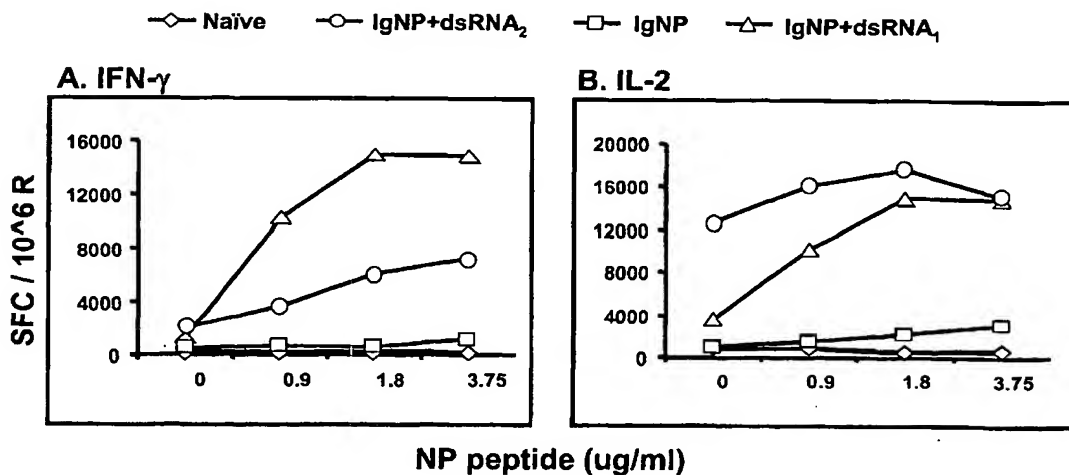 Naïve IgNP+dsRNA₂ IgNP IgNP+dsRNA₁
A. IFN-γ
B. IL-2
SFC / 10^6 R
16000
12000
8000
4000
0
0 0.9 1.8 3.75
20000
16000
12000
8000
4000
0
0 0.9 1.8 3.75
NP peptide (ug/ml)